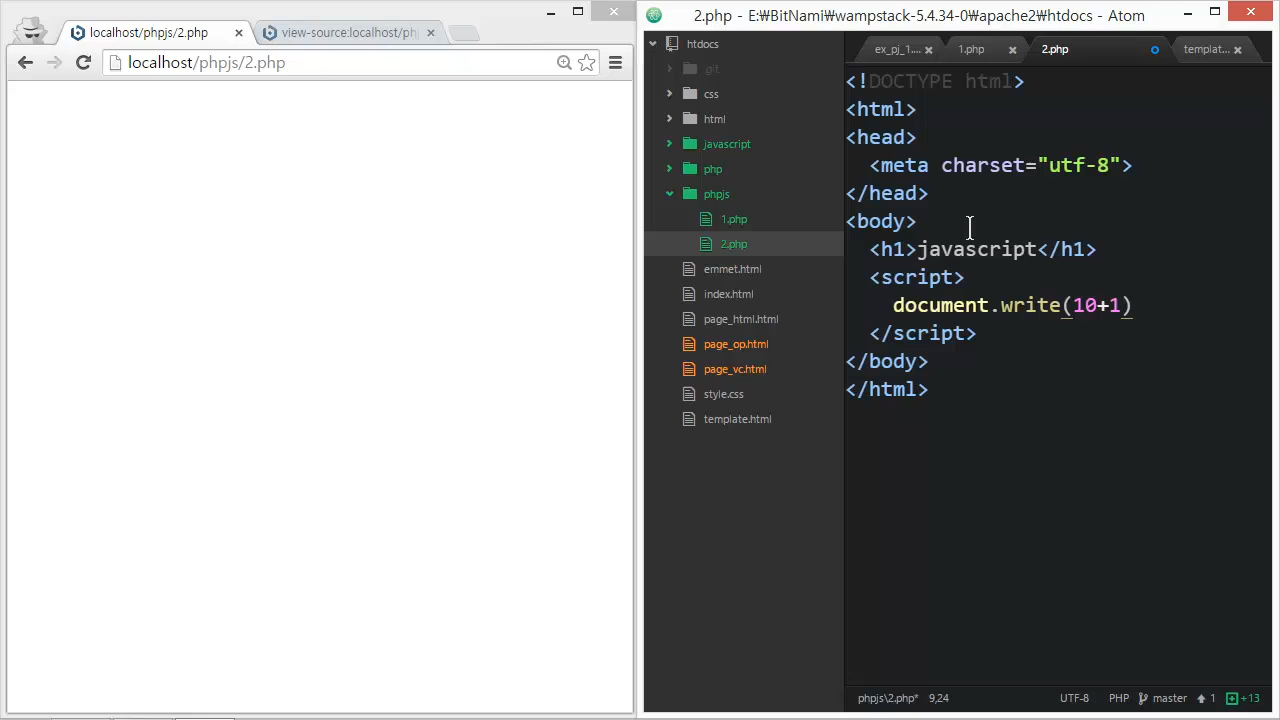 localhost/phpjs/2.php
view-source:localhost/ph
localhost/phpjs/2.php
2.php - E:₩BitNami₩wampstack-5.4.34-0₩apache2₩htdocs - Atom
htdocs
.git
css
html
javascript
php
phpjs
1.php
2.php
emmet.html
index.html
page_html.html
page_op.html
page_vc.html
style.css
template.html
ex_pj_1....
1.php
2.php
templat...
<!DOCTYPE html>
<html>
<head>
<meta charset="utf-8">
</head>
<body>
<h1>javascript</h1>
<script>
document.write(10+1)
</script>
</body>
</html>
phpjs\2.php* 9,24 UTF-8 PHP master 1 +13